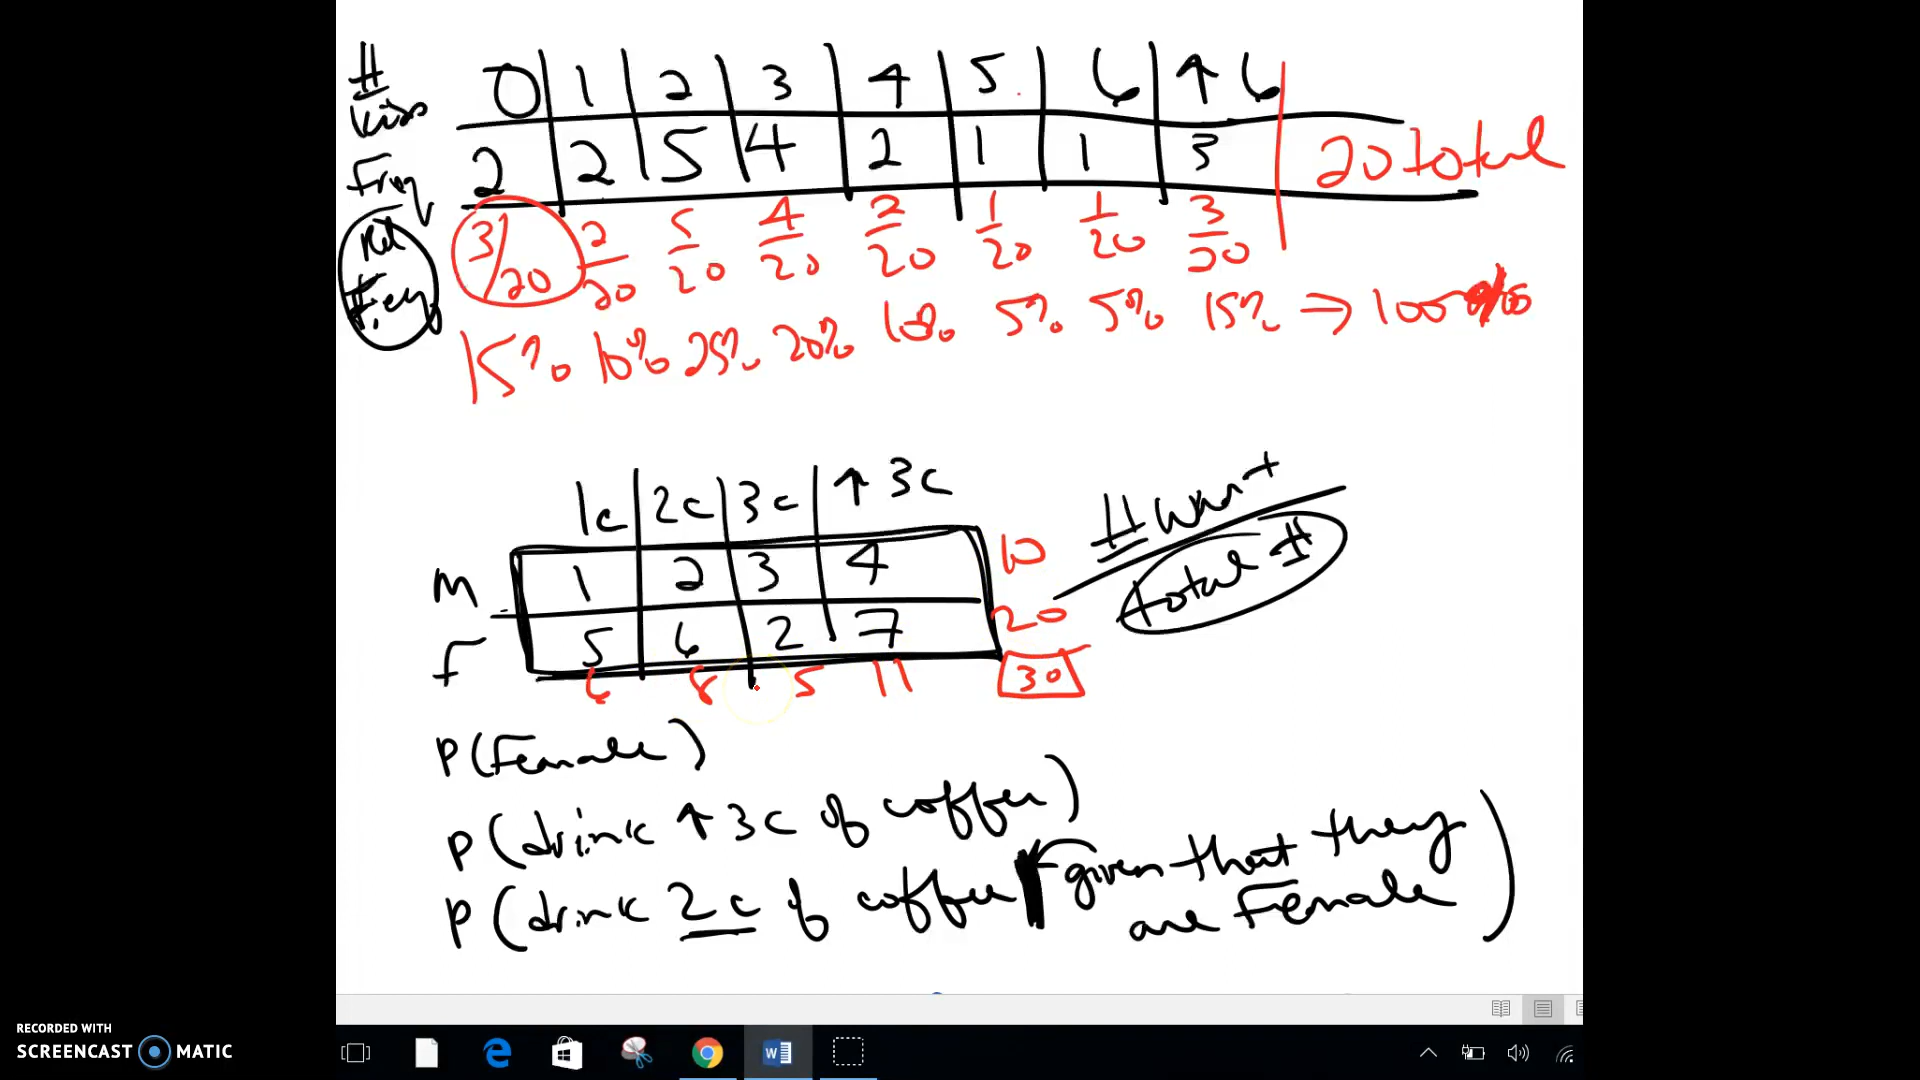 # 0 1 2 3 4 5 6 ↑ 6
Kids
Freq 2 2 5 4 2 1 1 3 20 total
Rel Freq 3/20 2/20 5/20 4/20 2/20 1/20 1/20 3/20
15% 10% 25% 20% 10% 5% 5% 15% ⇒ 100%
1c 2c 3c ↑ 3c
M 1 2 3 4 10
F 5 6 2 7 20
6 8 5 11 30
# want
total #
P(Female)
P(drink ↑ 3c of coffee)
P(drink 2c of coffee | given that they
are Female)
RECORDED WITH
SCREENCAST MATIC